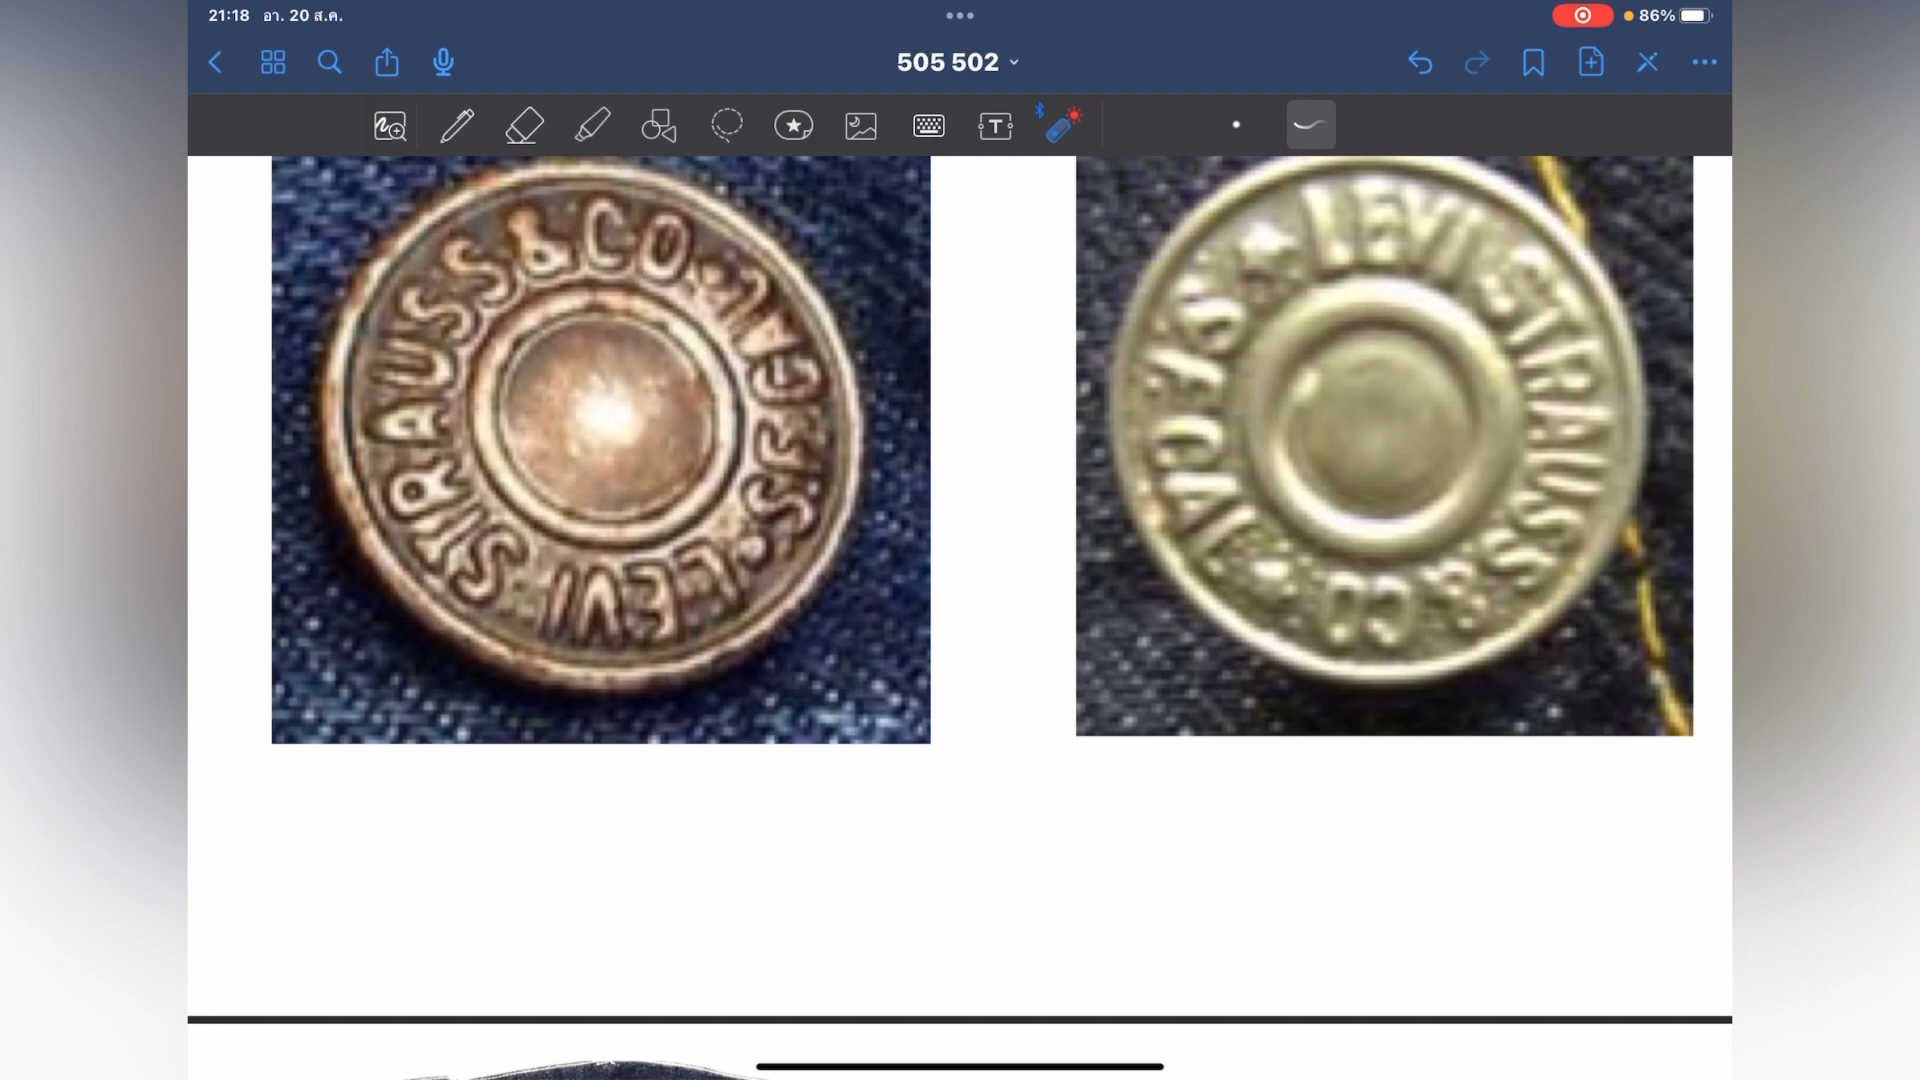 21:18 อา. 20 ส.ค.
86%
505 502
T
LEVI STRAUSS & CO
S.F.CAL
LEVI STRAUSS & CO
S F CAL